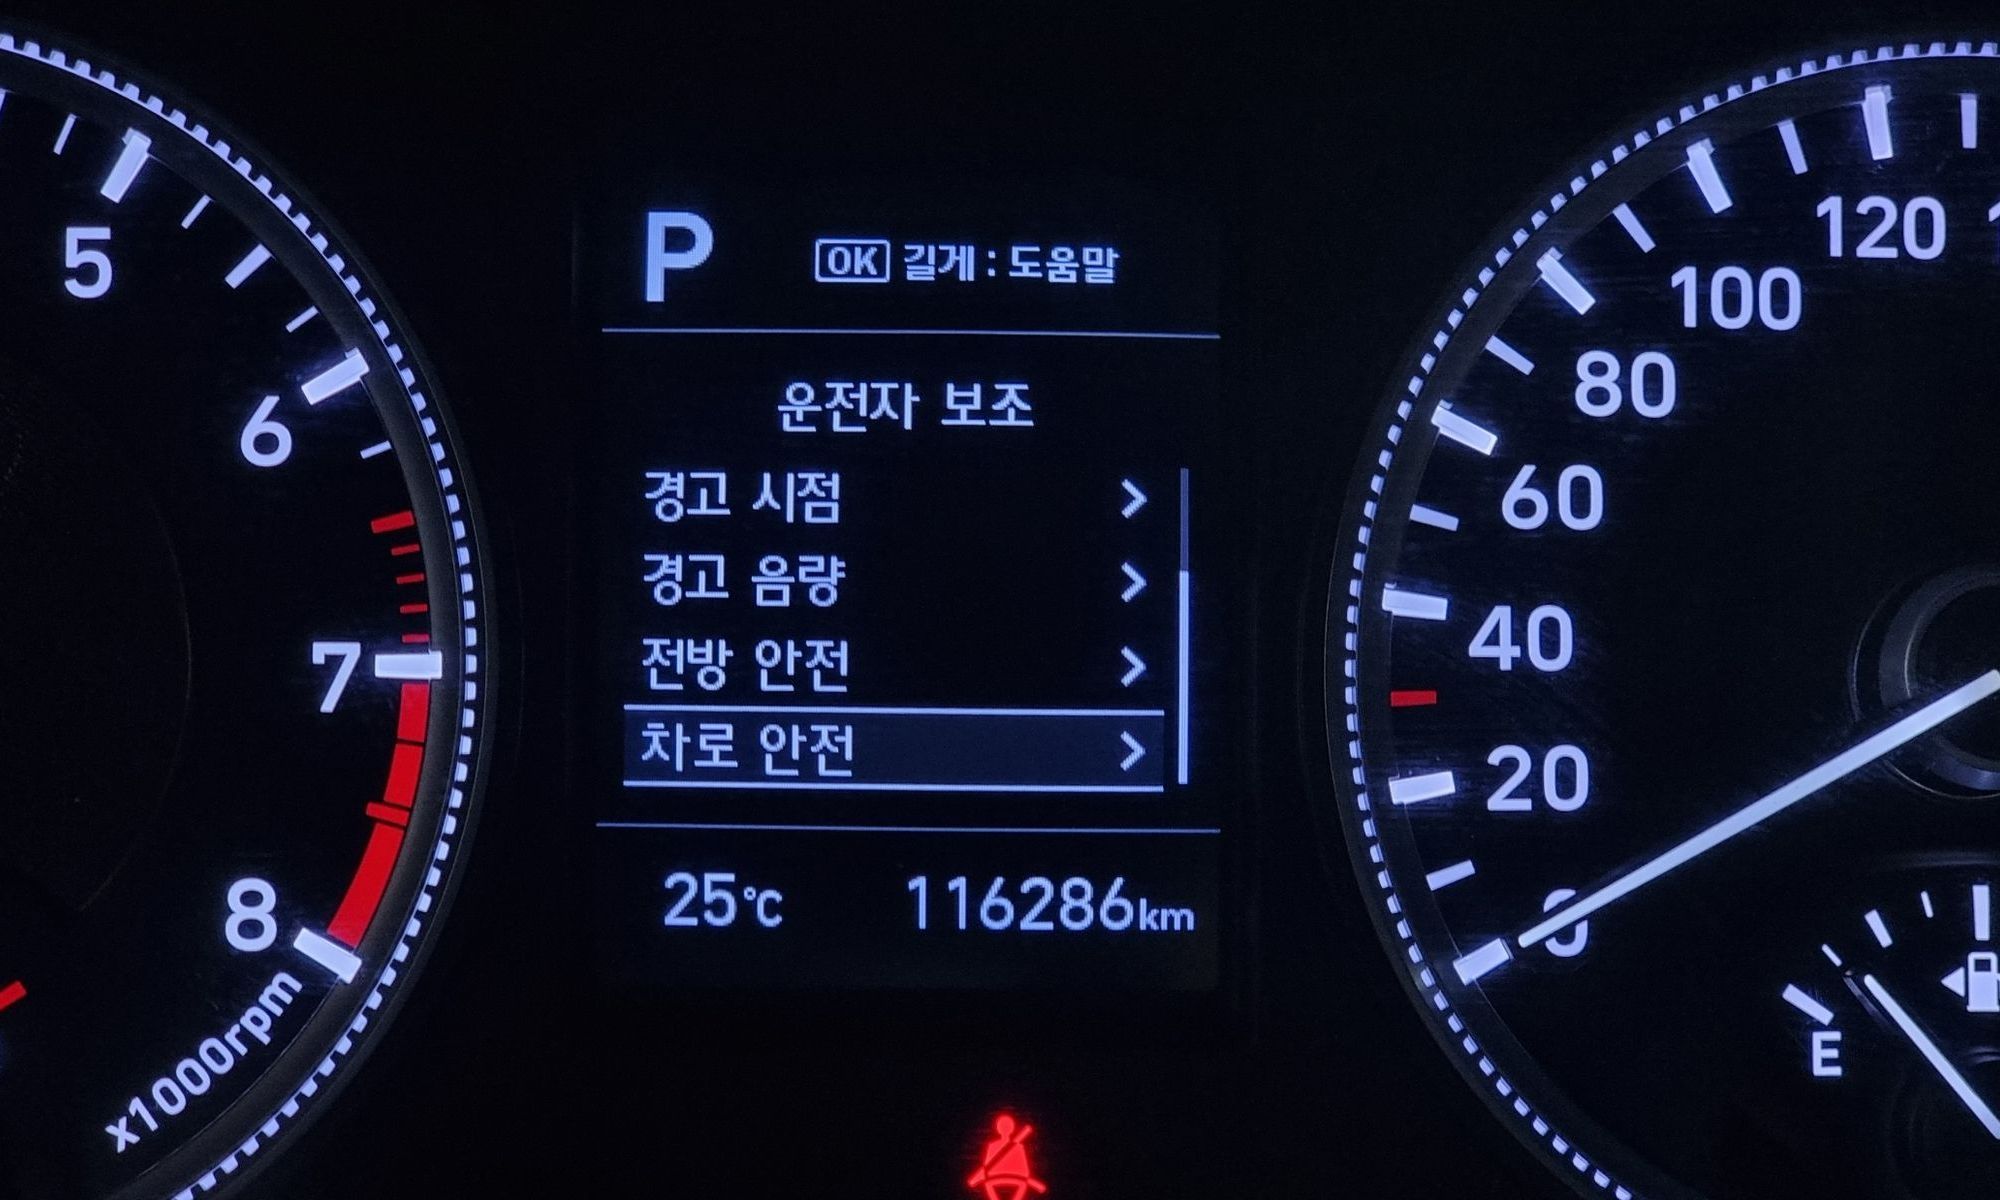 5
6
7
8
x1000rpm
P
OK 길게 : 도움말
운전자 보조
경고 시점 >
경고 음량 >
전방 안전 >
차로 안전 >
25℃ 116286km
120
100
80
60
40
20
0
E